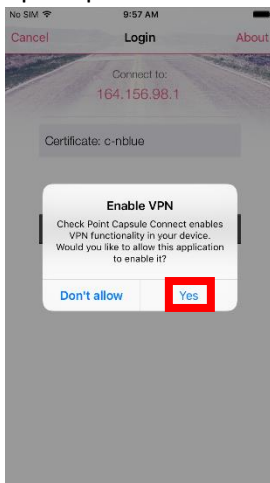 No SIM 9:57 AM
Cancel Login About
Connect to:
164.156.98.1
Certificate: c-nblue
Enable VPN
Check Point Capsule Connect enables
VPN functionality in your device.
Would you like to allow this application
to enable it?
Don't allow Yes